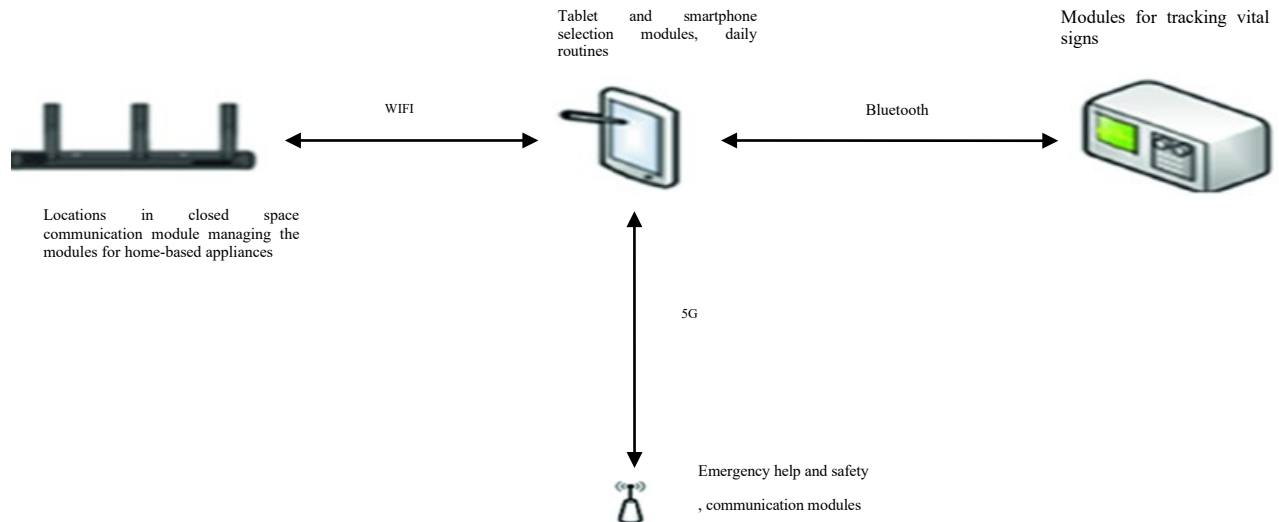 Tablet and smartphone
selection modules, daily
routines
Modules for tracking vital
signs
WIFI
Bluetooth
Locations in closed space
communication module managing the
modules for home-based appliances
5G
Emergency help and safety
, communication modules